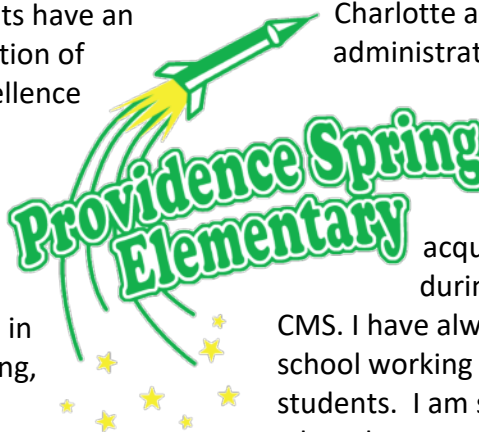 ts have an
tion of
ellence
in
ng,
Charlotte a
administrat
Providence Spring
Elementary
acqu
durin
CMS. I have alw
school working
students. I am s